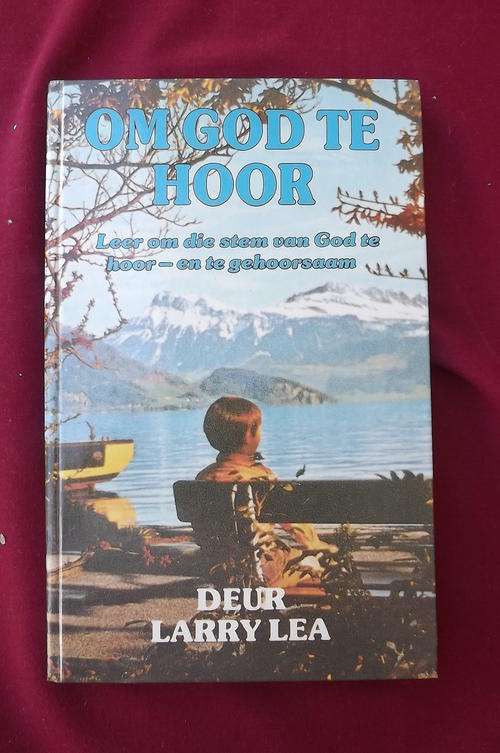 OM GOD TE
HOOR
Leer om die stem van God te
hoor – en te gehoorsaam
DEUR
LARRY LEA